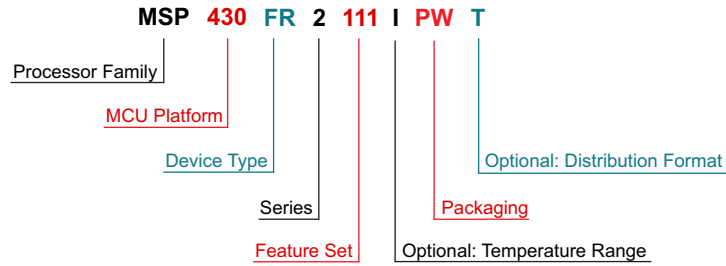 MSP 430 FR 2 111 I PW T
Processor Family
MCU Platform
Device Type
Optional: Distribution Format
Series
Packaging
Feature Set
Optional: Temperature Range